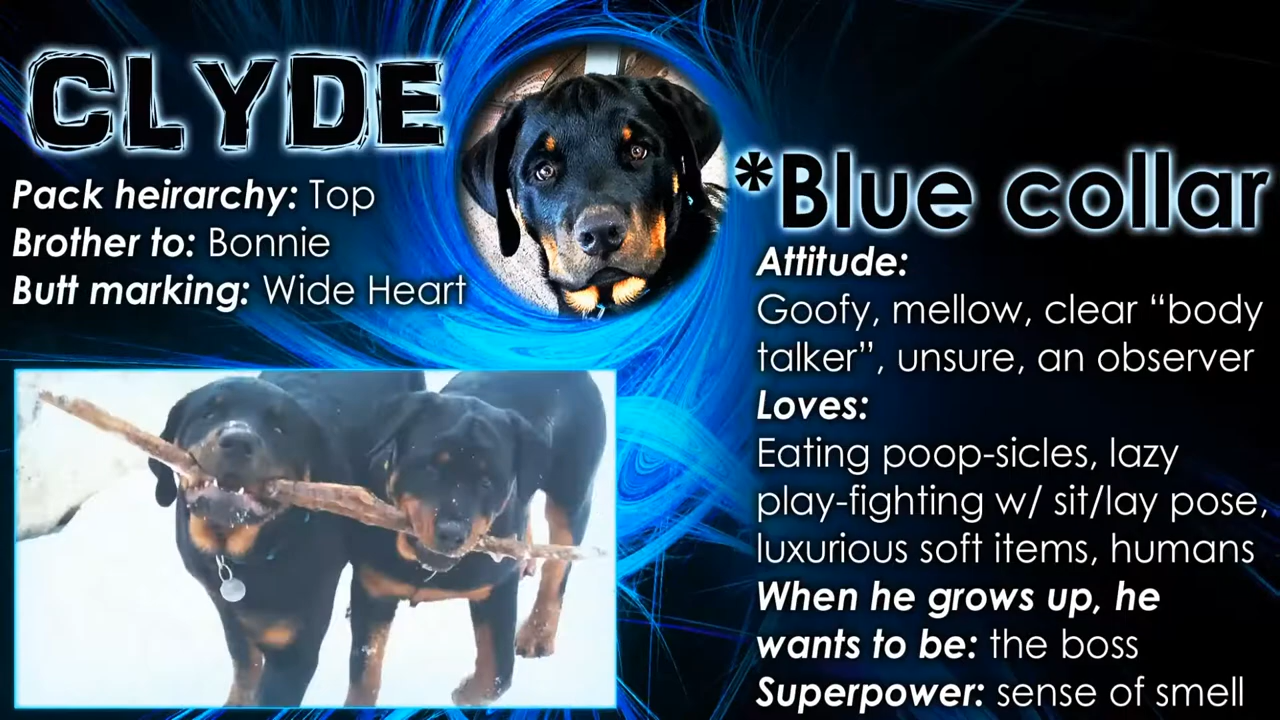 CLYDE
Pack heirarchy: Top
Brother to: Bonnie
Butt marking: Wide Heart
*Blue collar
Attitude:
Goofy, mellow, clear “body
talker”, unsure, an observer
Loves:
Eating poop-sicles, lazy
play-fighting w/ sit/lay pose,
luxurious soft items, humans
When he grows up, he
wants to be: the boss
Superpower: sense of smell